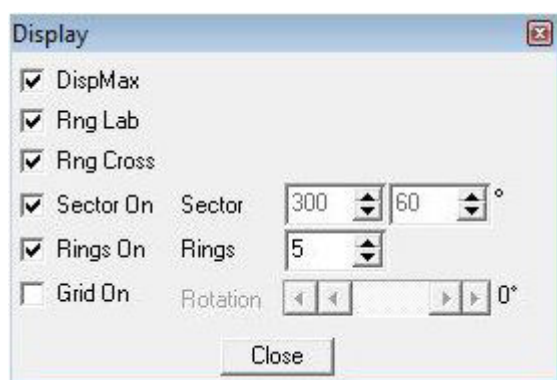 Display
DispMax
Rng Lab
Rng Cross
Sector On Sector 300 60 °
Rings On Rings 5
Grid On Rotation 0°
Close